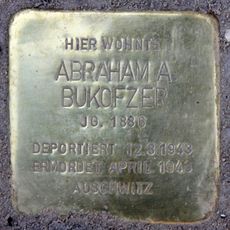 HIER WOHNTE
ABRAHAM A.
BUKOFZER
JG. 1886
DEPORTIERT 12.3.1943
ERMORDET APRIL 1943
AUSCHWITZ